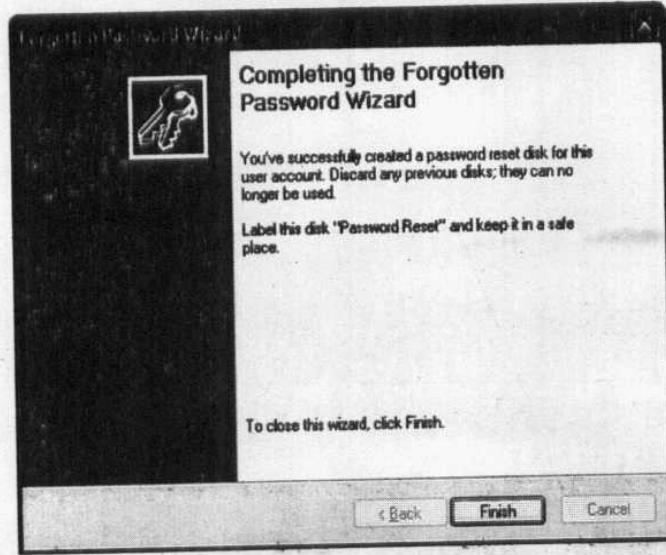 Forgotten Password Wizard
Completing the Forgotten
Password Wizard
You've successfully created a password reset disk for this
user account. Discard any previous disks; they can no
longer be used.
Label this disk "Password Reset" and keep it in a safe
place.
To close this wizard, click Finish.
< Back
Finish
Cancel